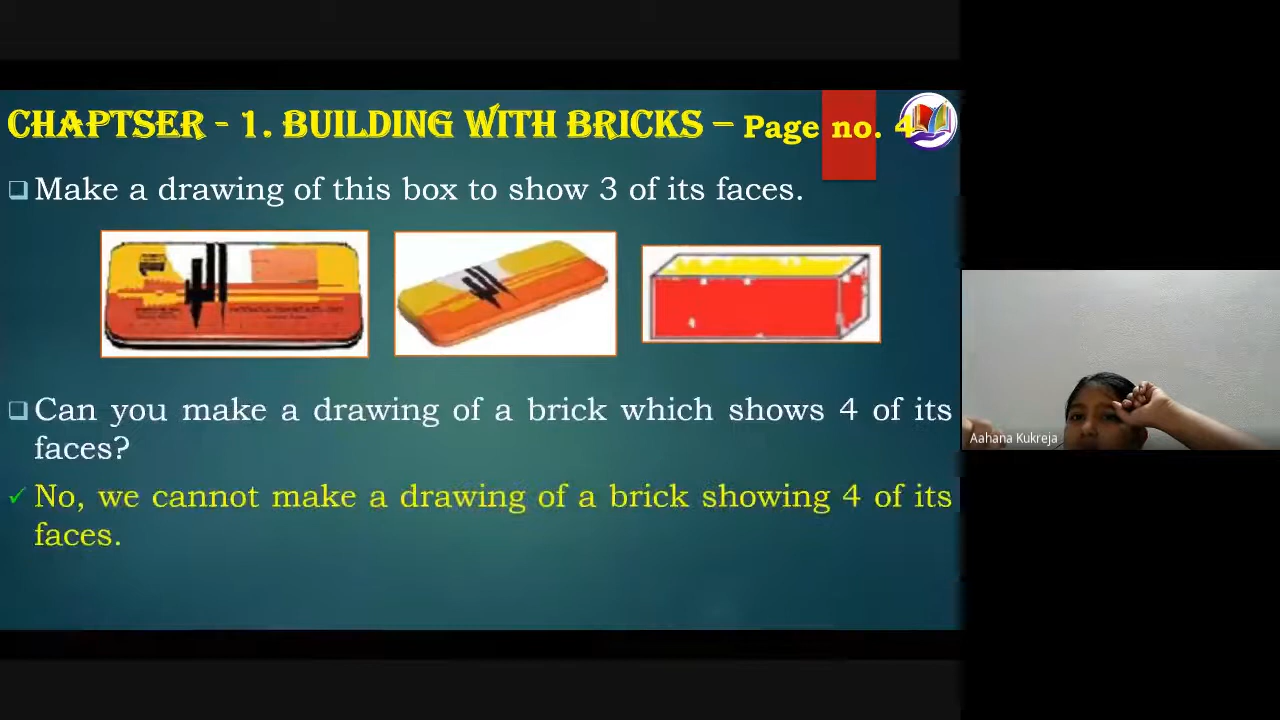 CHAPTSER - 1. BUILDING WITH BRICKS – Page no. 4
Make a drawing of this box to show 3 of its faces.
Can you make a drawing of a brick which shows 4 of its
faces?
No, we cannot make a drawing of a brick showing 4 of its
faces.
Aahana Kukreja